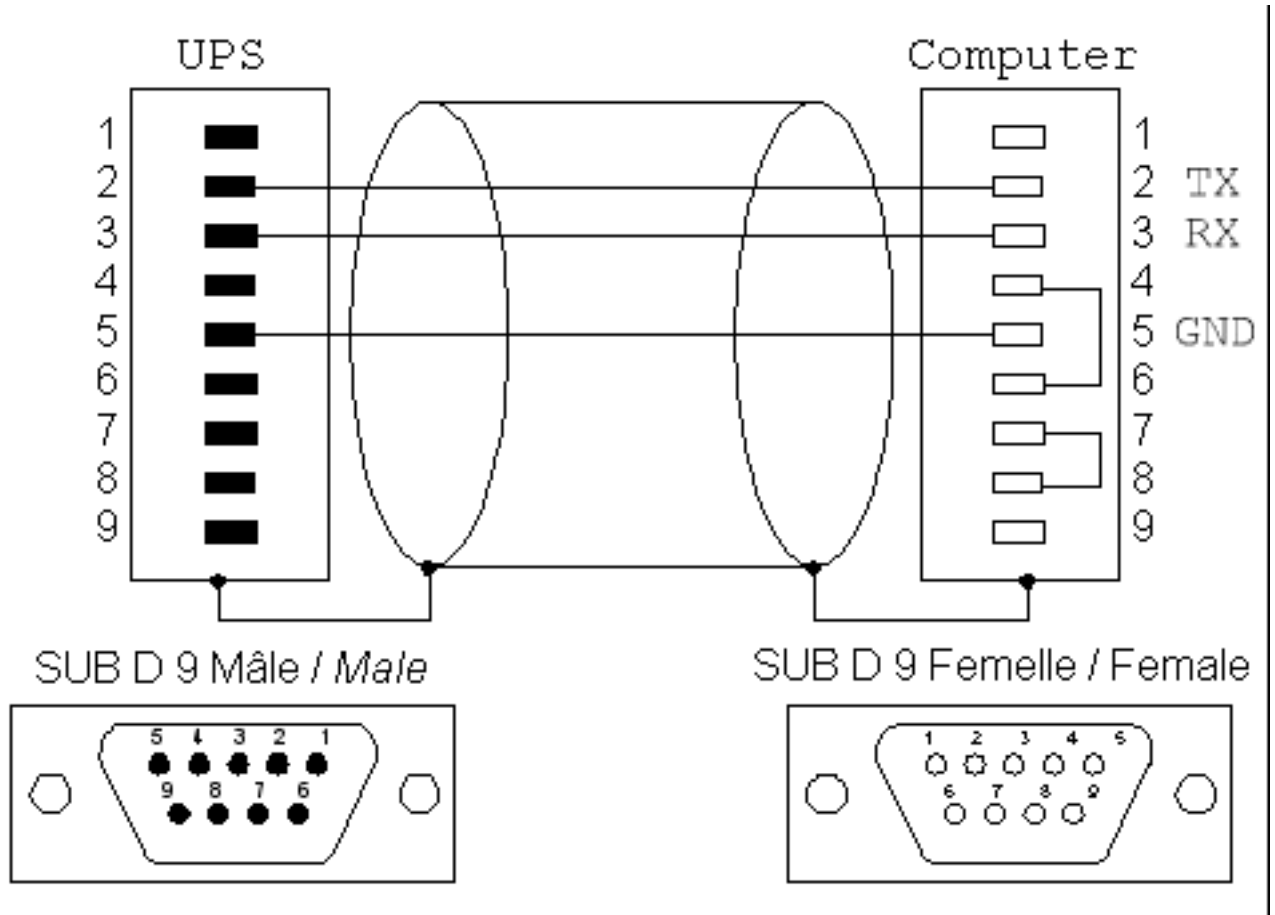 UPS Computer
1 1
2 2 TX
3 3 RX
4 4
5 5 GND
6 6
7 7
8 8
9 9
SUB D 9 Mâle / Male SUB D 9 Femelle / Female
5 4 3 2 1 1 2 3 4 5
9 8 7 6 6 7 8 9